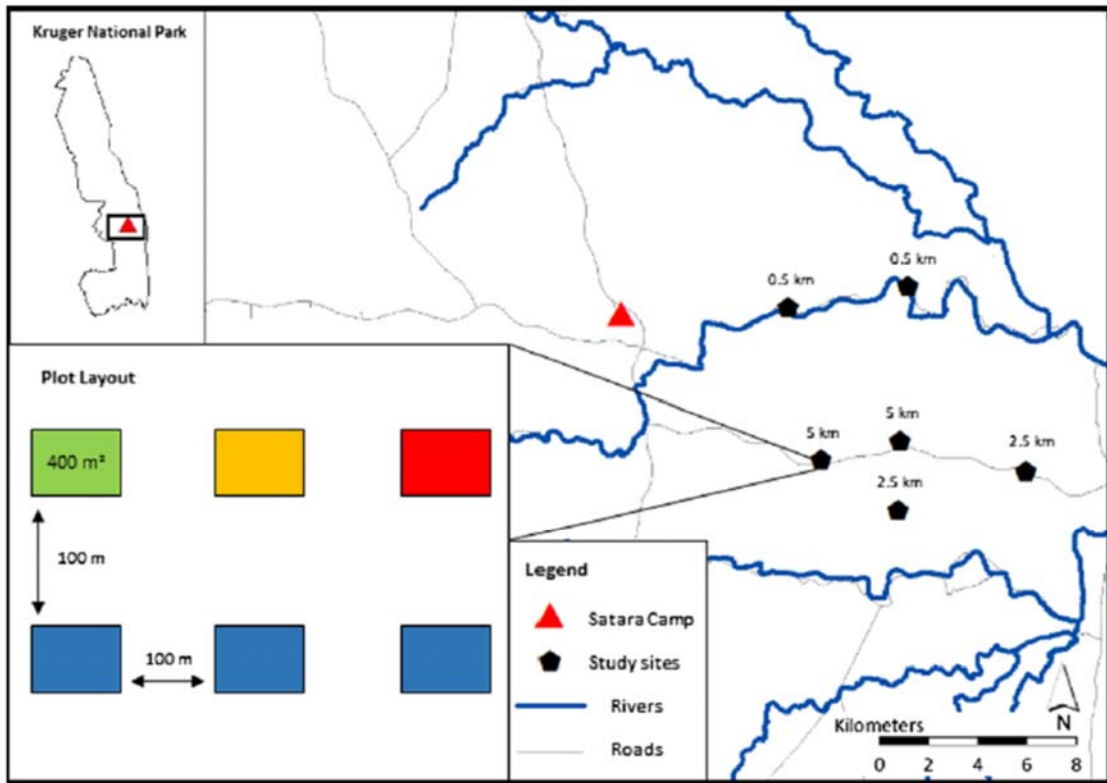 Kruger National Park
0.5 km
0.5 km
5 km
5 km
2.5 km
2.5 km
Plot Layout
400 m²
100 m
100 m
Legend
Satara Camp
Study sites
Rivers
Roads
Kilometers
N
0 2 4 6 8